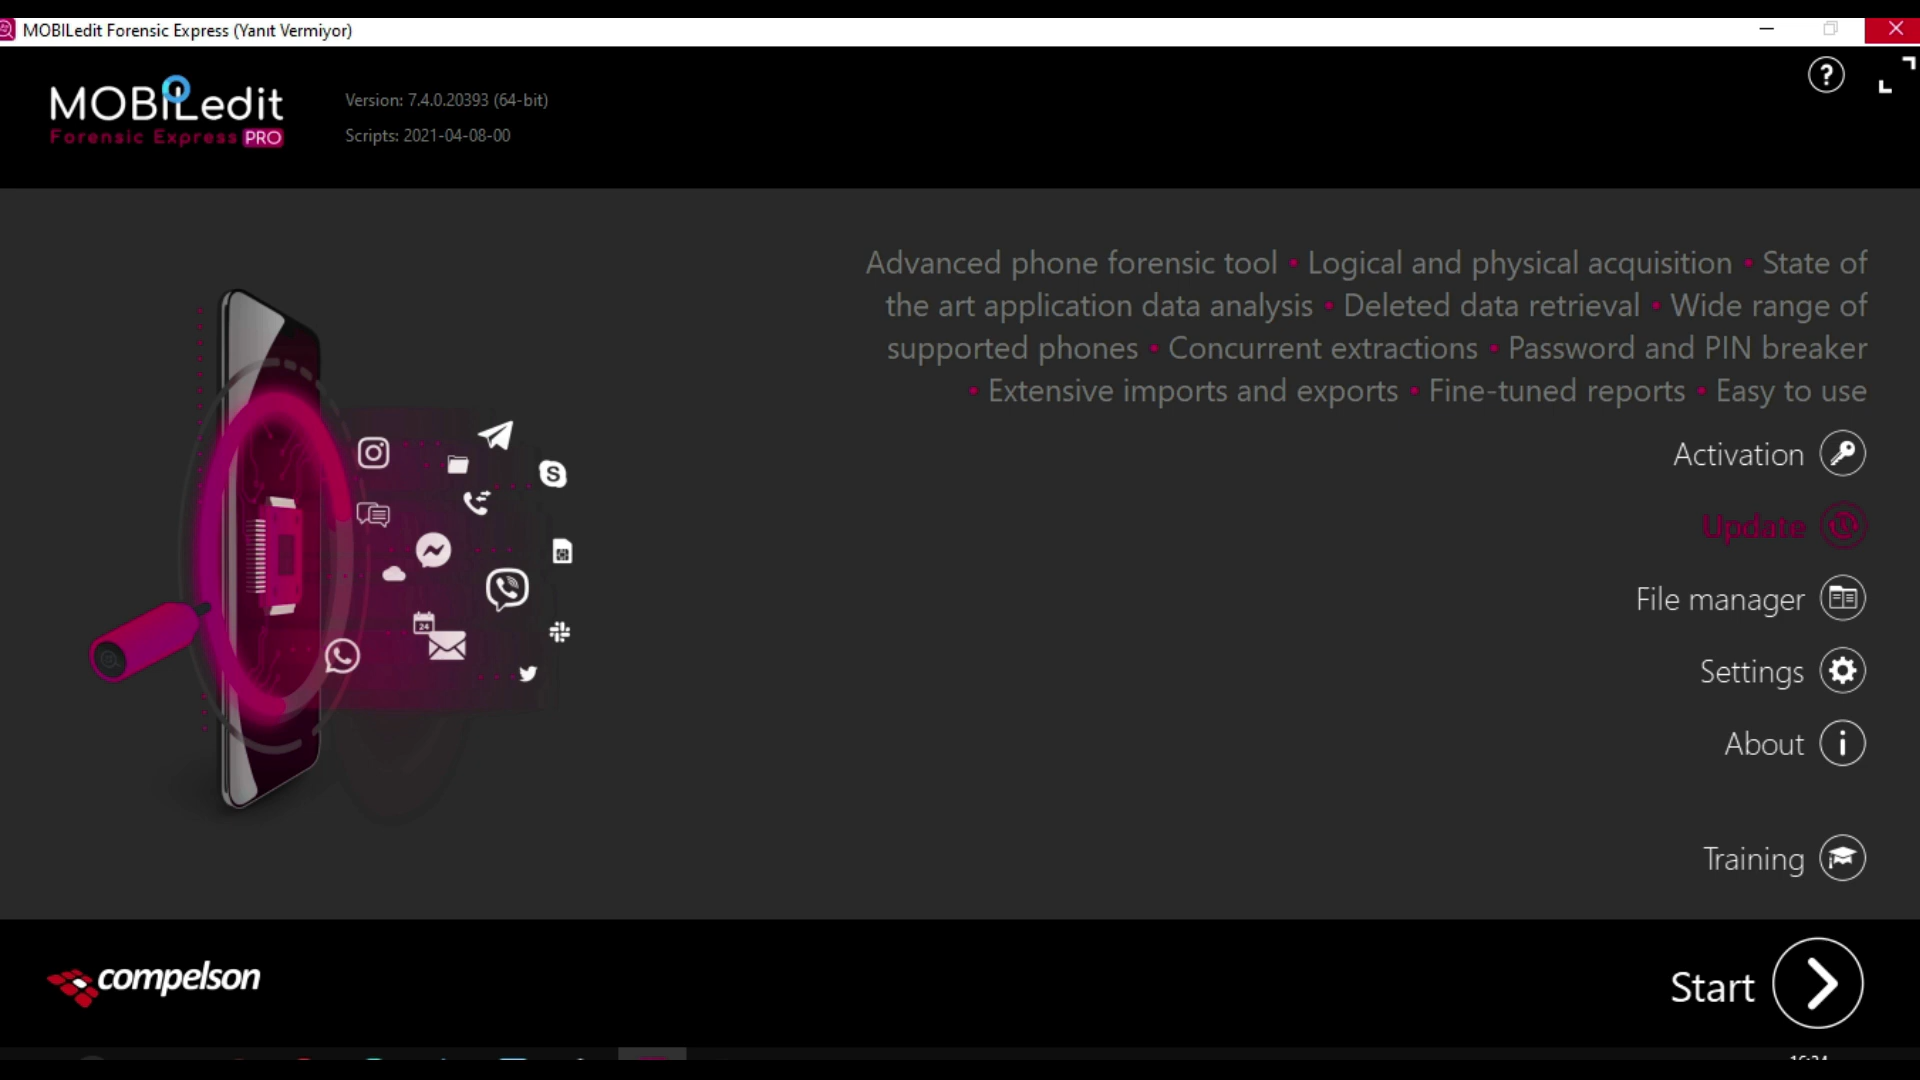 MOBILedit Forensic Express (Yanıt Vermiyor)
MOBILedit
Forensic Express PRO
Version: 7.4.0.20393 (64-bit)
Scripts: 2021-04-08-00
?
Advanced phone forensic tool • Logical and physical acquisition • State of
the art application data analysis • Deleted data retrieval • Wide range of
supported phones • Concurrent extractions • Password and PIN breaker
• Extensive imports and exports • Fine-tuned reports • Easy to use
Activation
Update
File manager
Settings
About
Training
24
compelson
Start